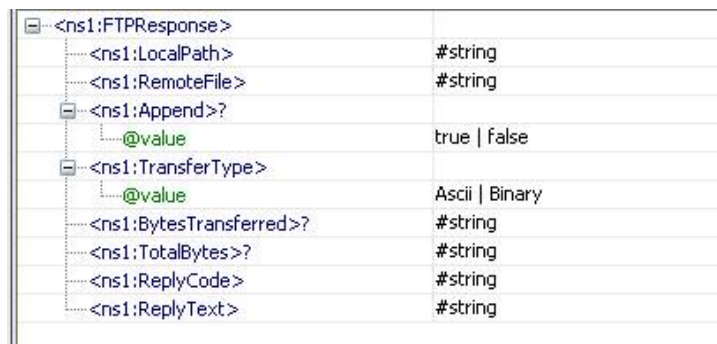 <ns1:FTPResponse>
<ns1:LocalPath> #string
<ns1:RemoteFile> #string
<ns1:Append>?
@value true | false
<ns1:TransferType>
@value Ascii | Binary
<ns1:BytesTransferred>? #string
<ns1:TotalBytes>? #string
<ns1:ReplyCode> #string
<ns1:ReplyText> #string